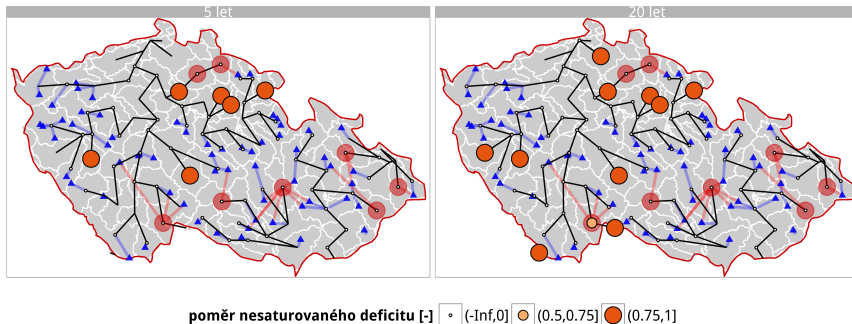 5 let
20 let
poměr nesaturovaného deficitu [-] (-Inf,0] (0.5,0.75] (0.75,1]